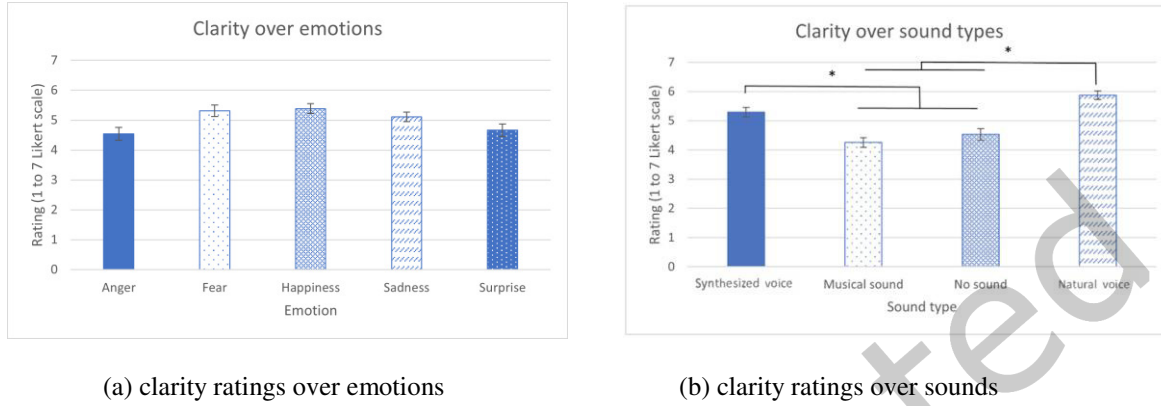 Clarity over emotions
Rating (1 to 7 Likert scale)
7
6
5
4
3
2
1
0
Anger Fear Happiness Sadness Surprise
Emotion
(a) clarity ratings over emotions
Clarity over sound types
Rating (1 to 7 Likert scale)
7
6
5
4
3
2
1
0
*
*
Synthesized voice Musical sound No sound Natural voice
Sound type
(b) clarity ratings over sounds
ted